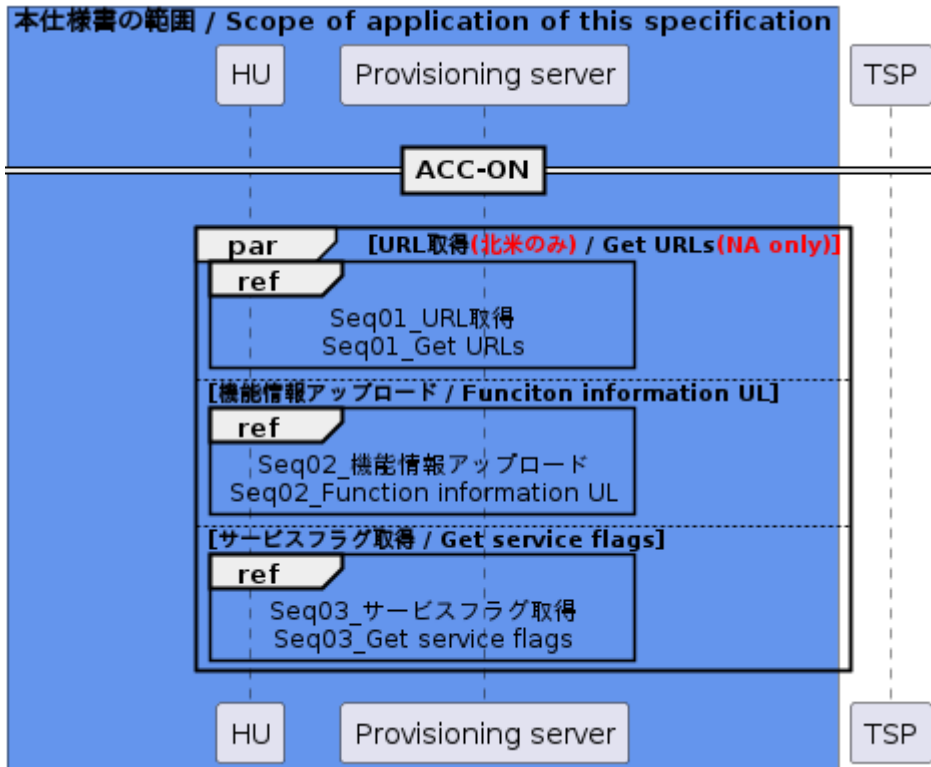 本仕様書の範囲 / Scope of application of this specification
HU
Provisioning server
TSP
ACC-ON
par [URL取得(北米のみ) / Get URLs(NA only)]
ref
Seq01_URL取得
Seq01_Get URLs
[機能情報アップロード / Funciton information UL]
ref
Seq02_機能情報アップロード
Seq02_Function information UL
[サービスフラグ取得 / Get service flags]
ref
Seq03_サービスフラグ取得
Seq03_Get service flags
HU
Provisioning server
TSP